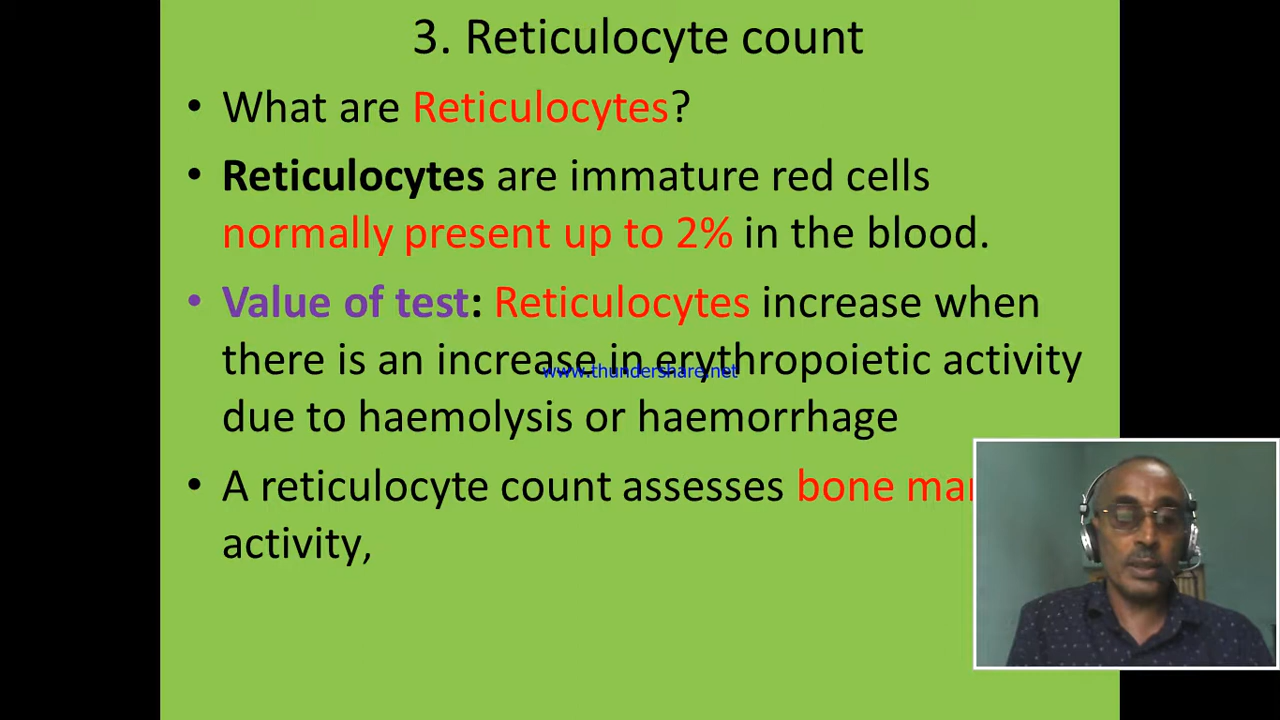 3. Reticulocyte count
• What are Reticulocytes?
• Reticulocytes are immature red cells
normally present up to 2% in the blood.
• Value of test: Reticulocytes increase when
there is an increase in erythropoietic activity
www.thundershare.net
due to haemolysis or haemorrhage
• A reticulocyte count assesses bone mar
activity,